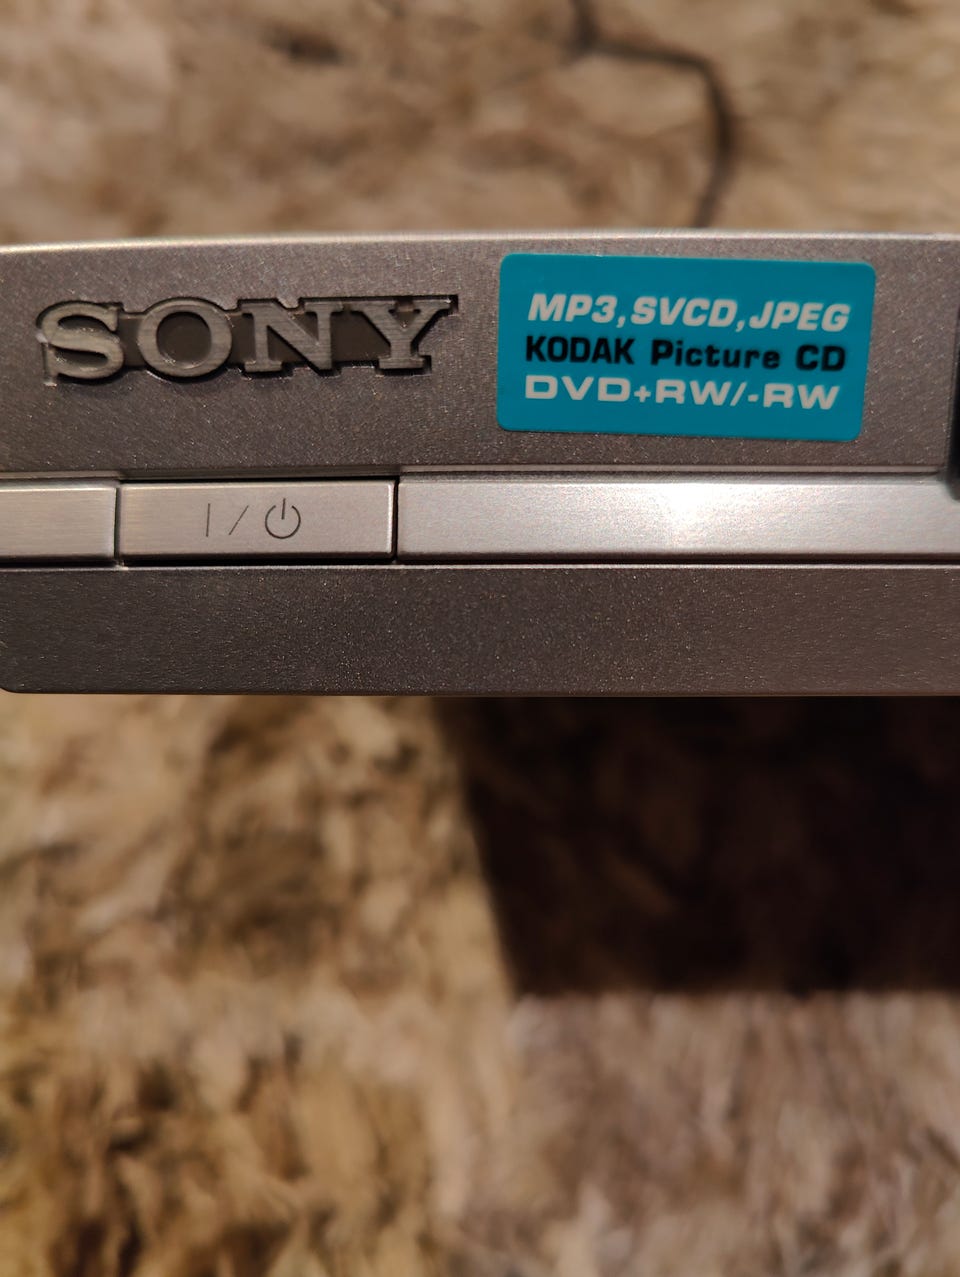 SONY
MP3,SVCD,JPEG
KODAK Picture CD
DVD+RW/-RW
I/⏻